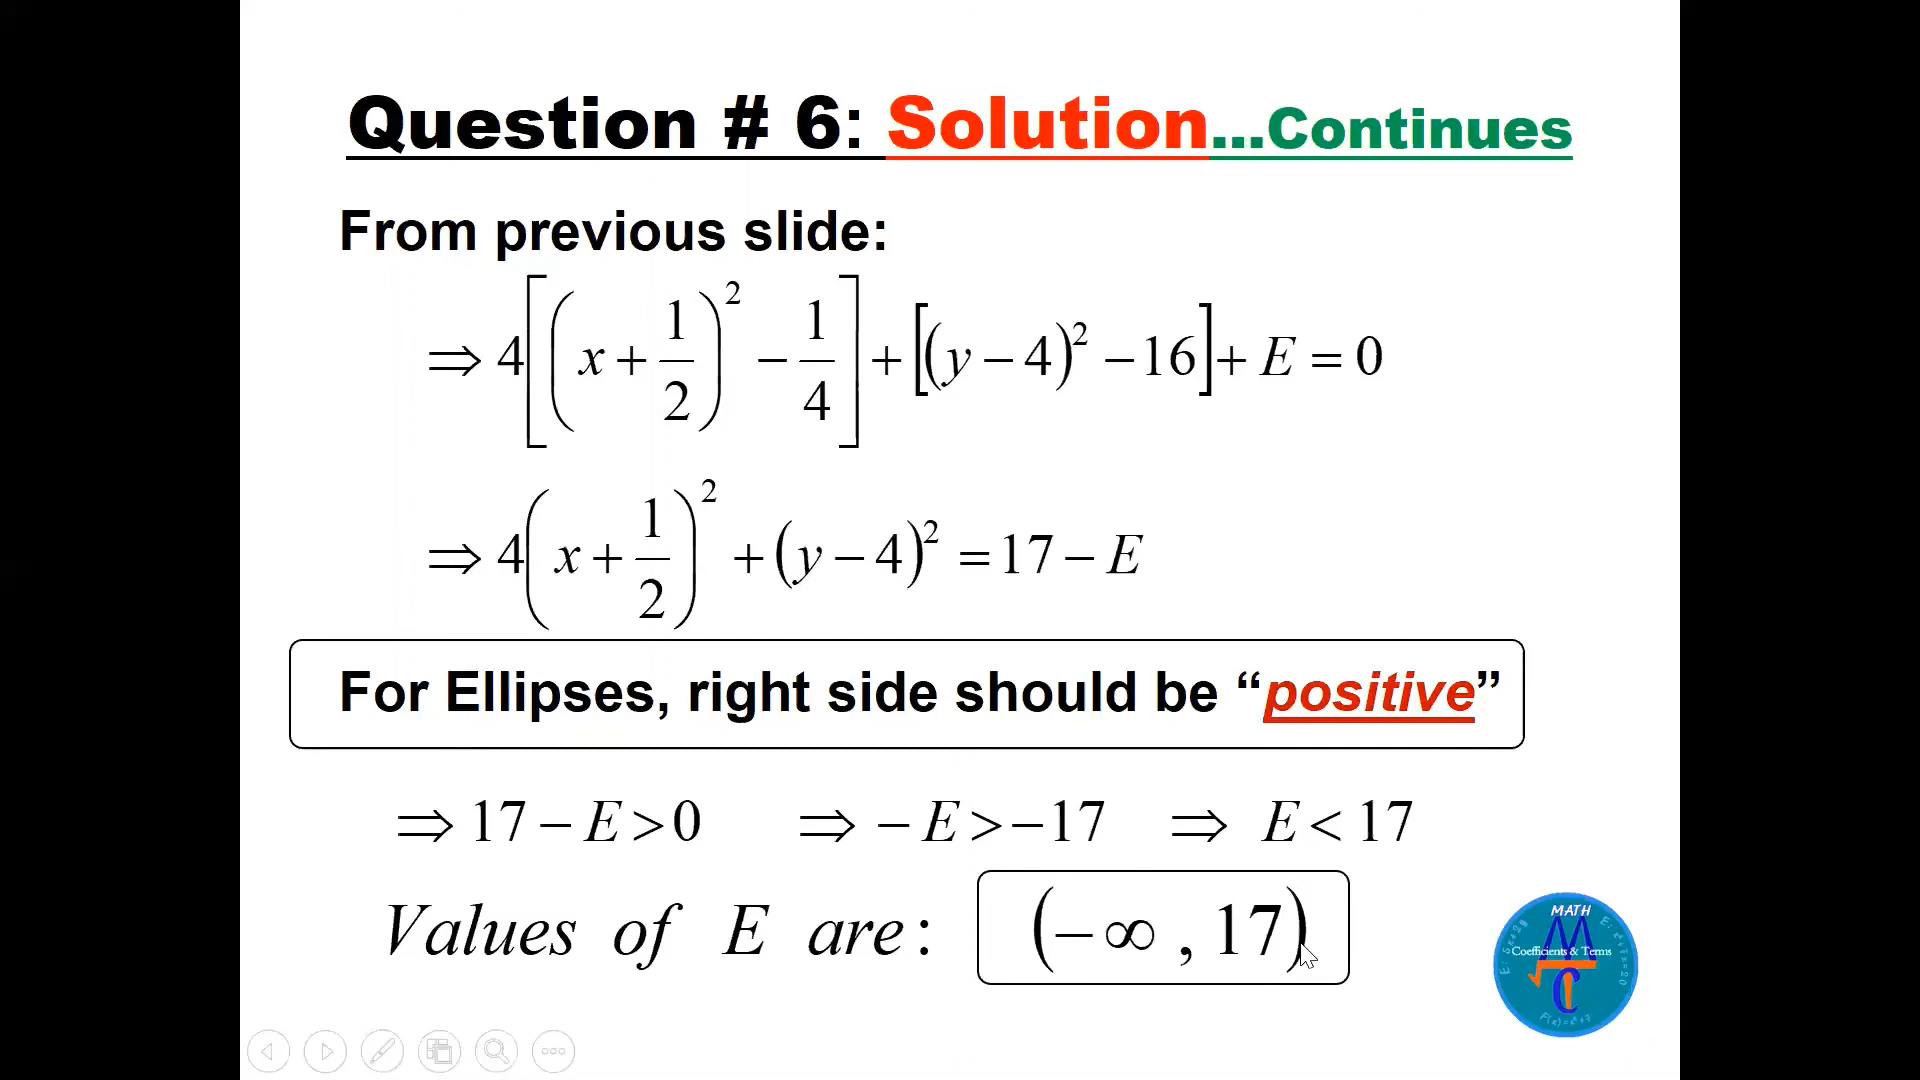 Question # 6: Solution...Continues
From previous slide:
⇒ 4[(x + 1/2)² − 1/4] + [(y − 4)² − 16] + E = 0
⇒ 4(x + 1/2)² + (y − 4)² = 17 − E
For Ellipses, right side should be “positive”
⇒ 17 − E > 0 ⇒ − E > −17 ⇒ E < 17
Values of E are: (−∞ , 17)
MATH
Coefficients & Terms